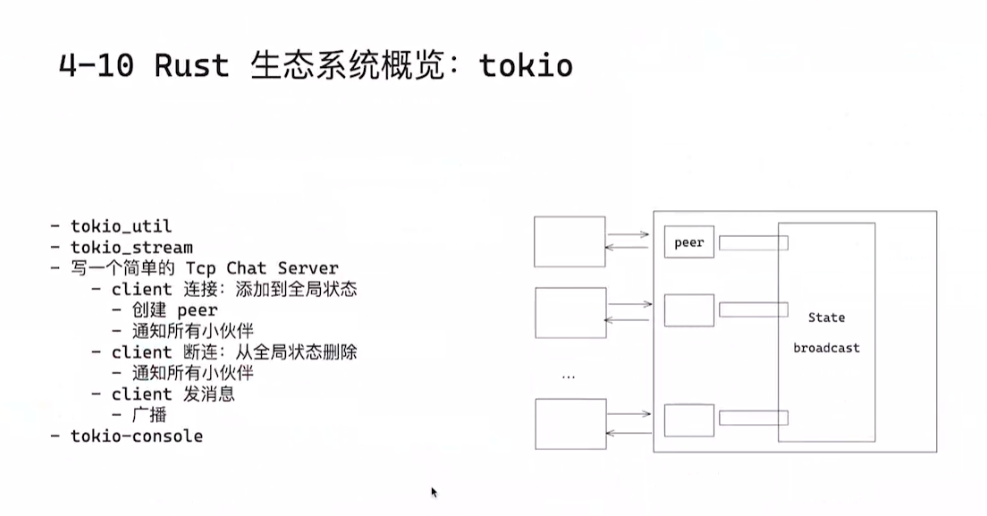 4-10 Rust 生态系统概览：tokio
- tokio_util
- tokio_stream
- 写一个简单的 Tcp Chat Server
- client 连接：添加到全局状态
- 创建 peer
- 通知所有小伙伴
- client 断连：从全局状态删除
- 通知所有小伙伴
- client 发消息
- 广播
- tokio-console
peer
State
broadcast
...